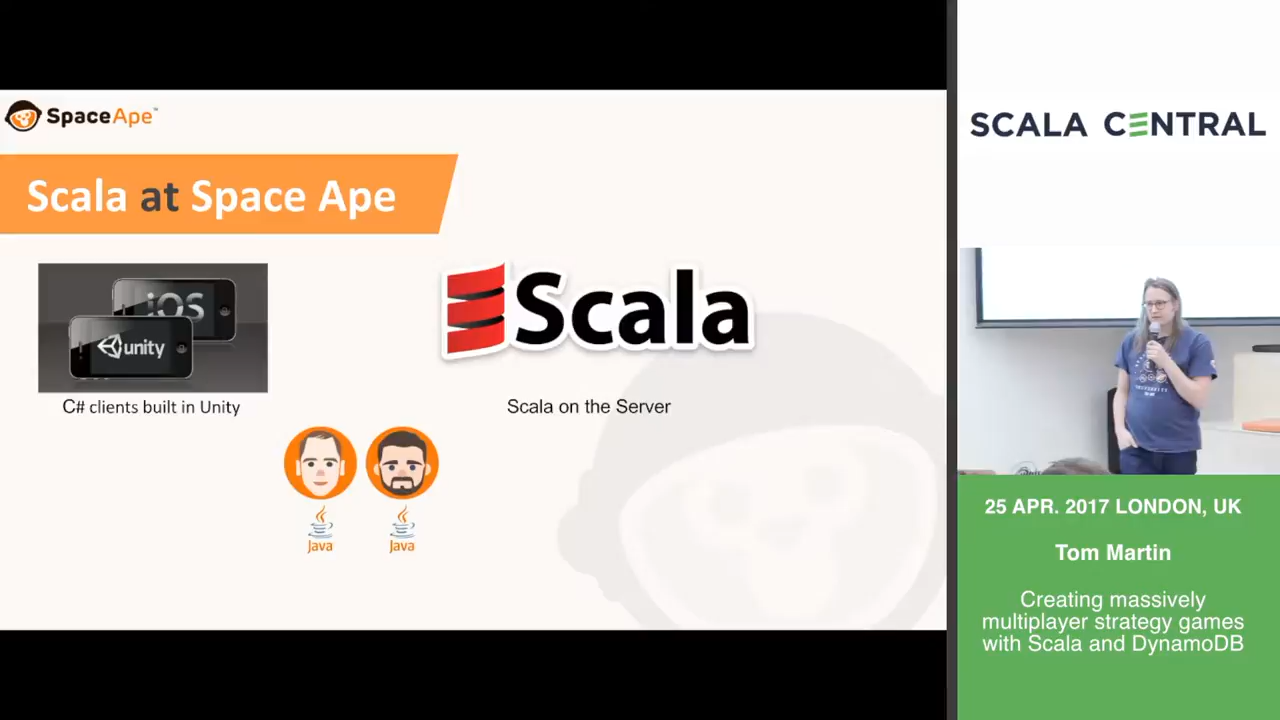 SpaceApe™
Scala at Space Ape
iOS
unity
C# clients built in Unity
Scala
Scala on the Server
Java
Java
SCALA CENTRAL
25 APR. 2017 LONDON, UK
Tom Martin
Creating massively
multiplayer strategy games
with Scala and DynamoDB